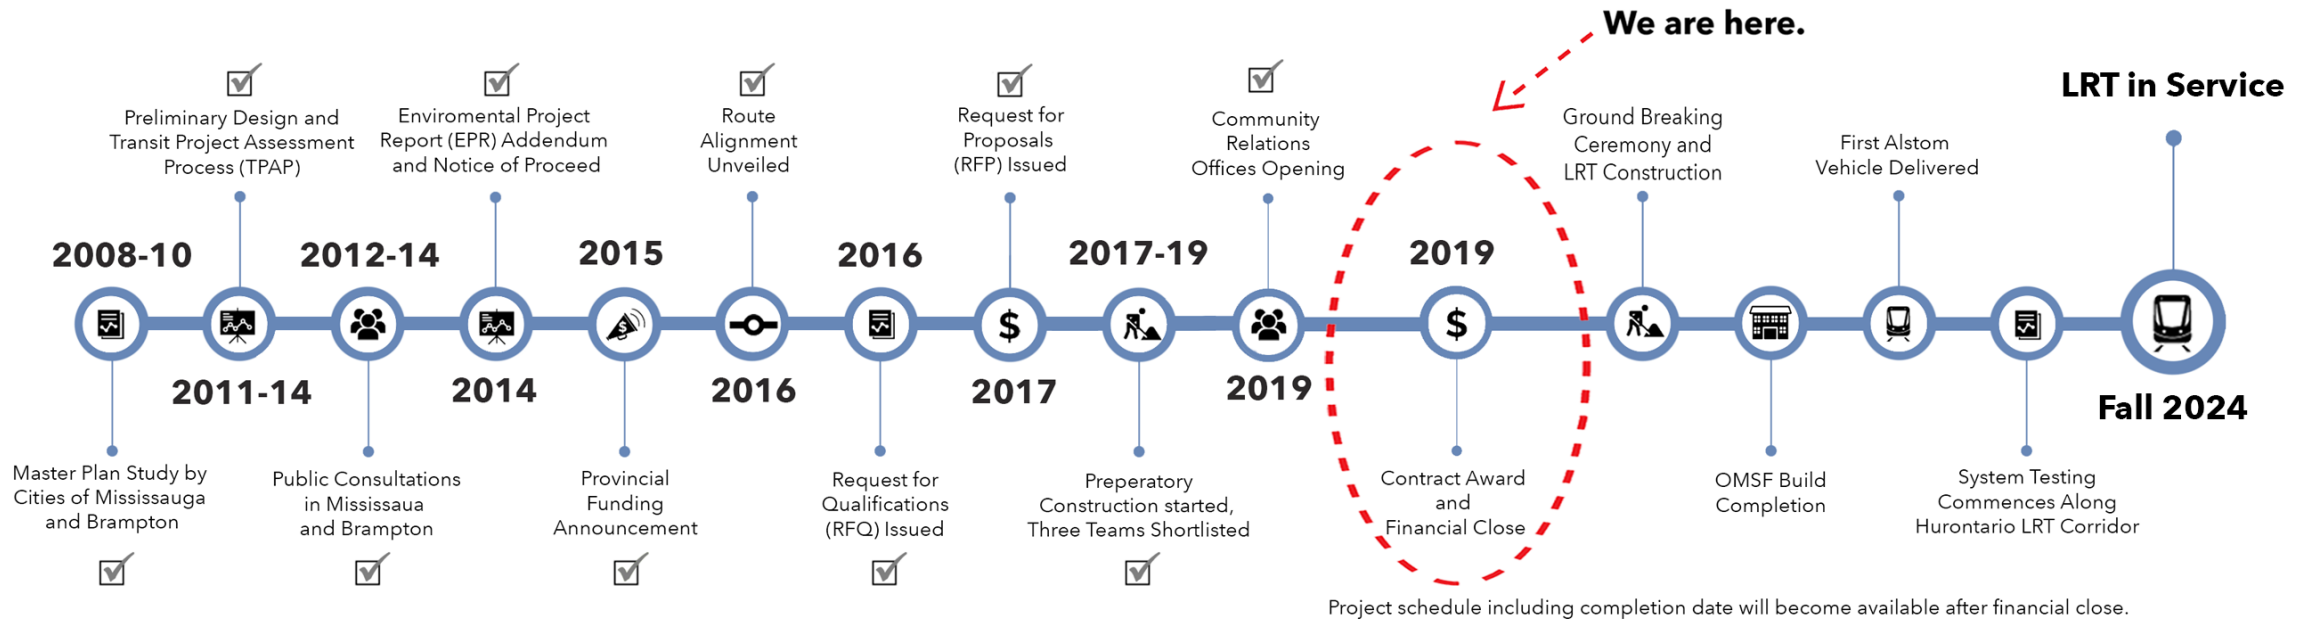 We are here.
LRT in Service
Preliminary Design and
Transit Project Assessment
Process (TPAP)
Enviromental Project
Report (EPR) Addendum
and Notice of Proceed
Route
Alignment
Unveiled
Request for
Proposals
(RFP) Issued
Community
Relations
Offices Opening
Ground Breaking
Ceremony and
LRT Construction
First Alstom
Vehicle Delivered
2008-10
2012-14
2015
2016
2017-19
2019
2011-14
2014
2016
2017
2019
Fall 2024
Master Plan Study by
Cities of Mississauga
and Brampton
Public Consultations
in Mississaua
and Brampton
Provincial
Funding
Announcement
Request for
Qualifications
(RFQ) Issued
Preperatory
Construction started,
Three Teams Shortlisted
Contract Award
and
Financial Close
OMSF Build
Completion
System Testing
Commences Along
Hurontario LRT Corridor
Project schedule including completion date will become available after financial close.